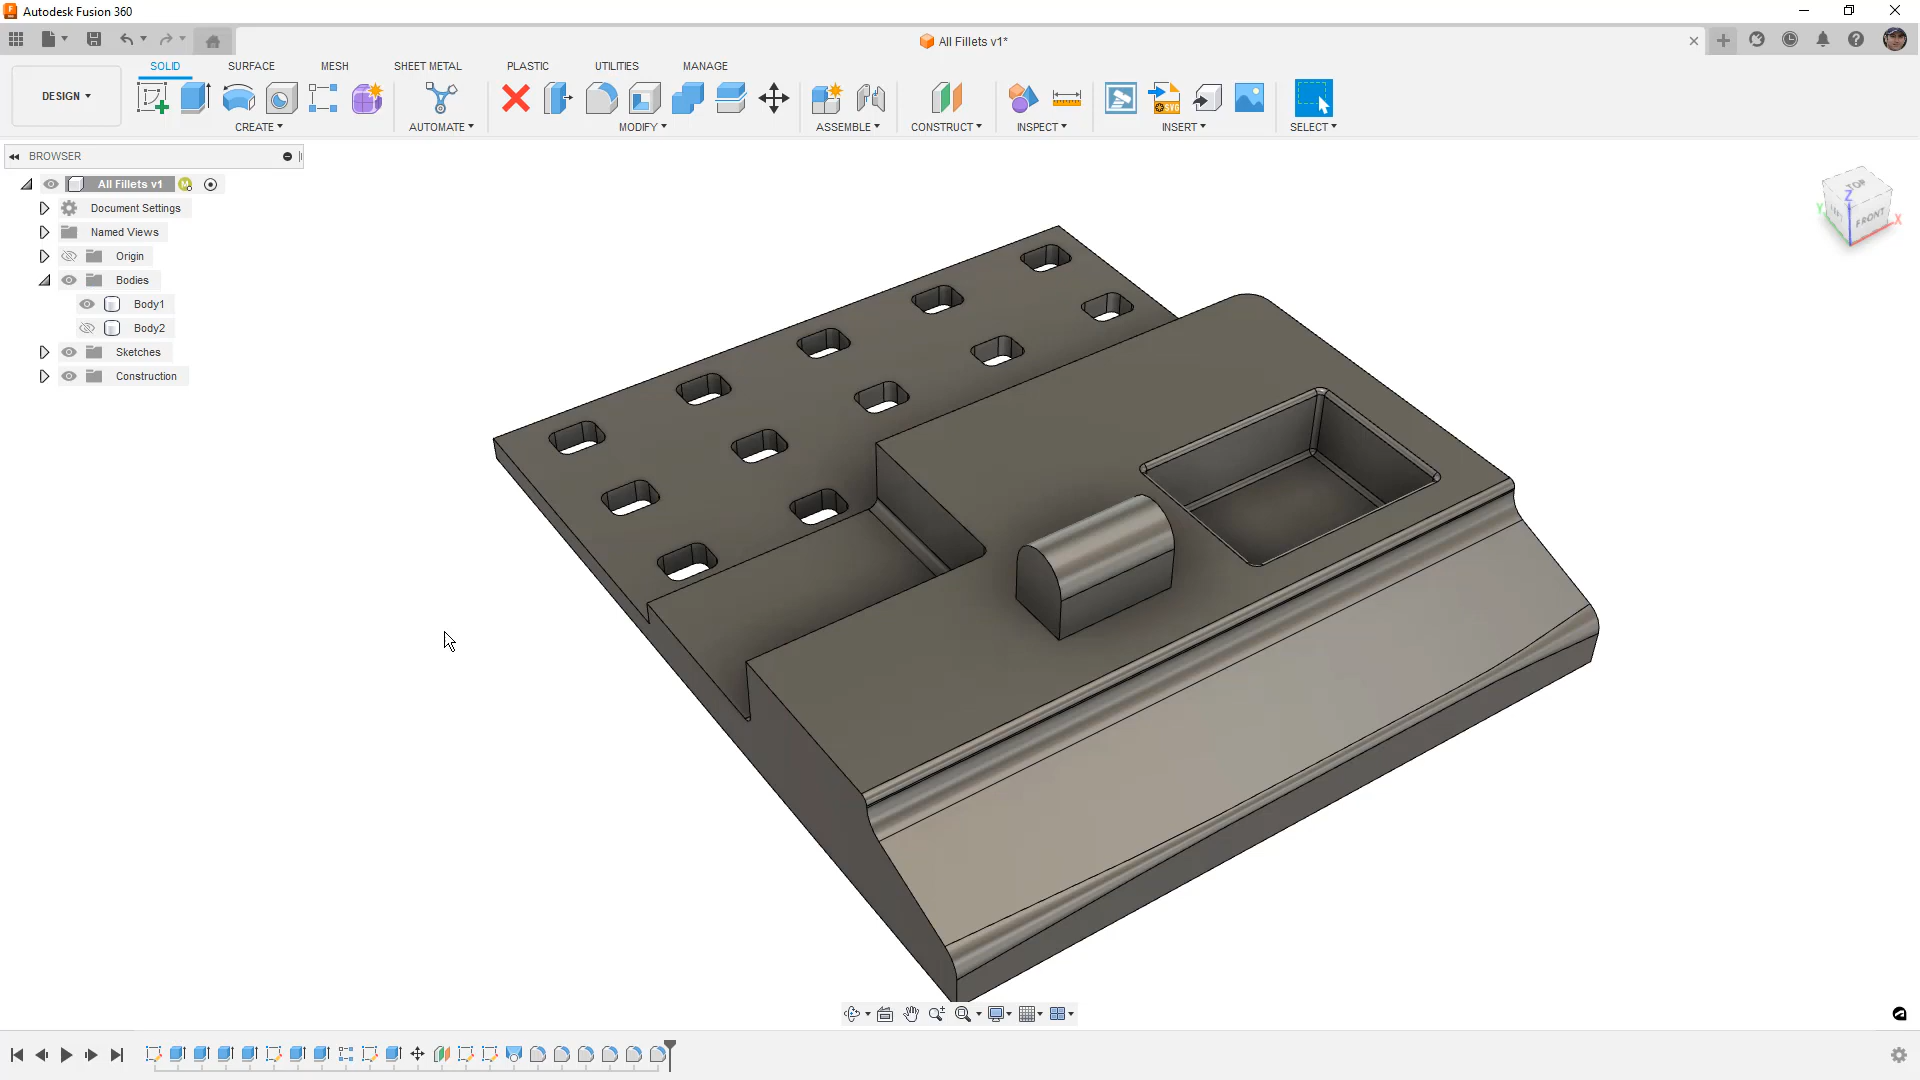 Autodesk Fusion 360
All Fillets v1*
SOLID SURFACE MESH SHEET METAL PLASTIC UTILITIES MANAGE
DESIGN
CREATE AUTOMATE MODIFY ASSEMBLE CONSTRUCT INSPECT INSERT SELECT
SVG
BROWSER
All Fillets v1
Document Settings
Named Views
Origin
Bodies
Body1
Body2
Sketches
Construction
TOP
Z
Y
FRONT
X